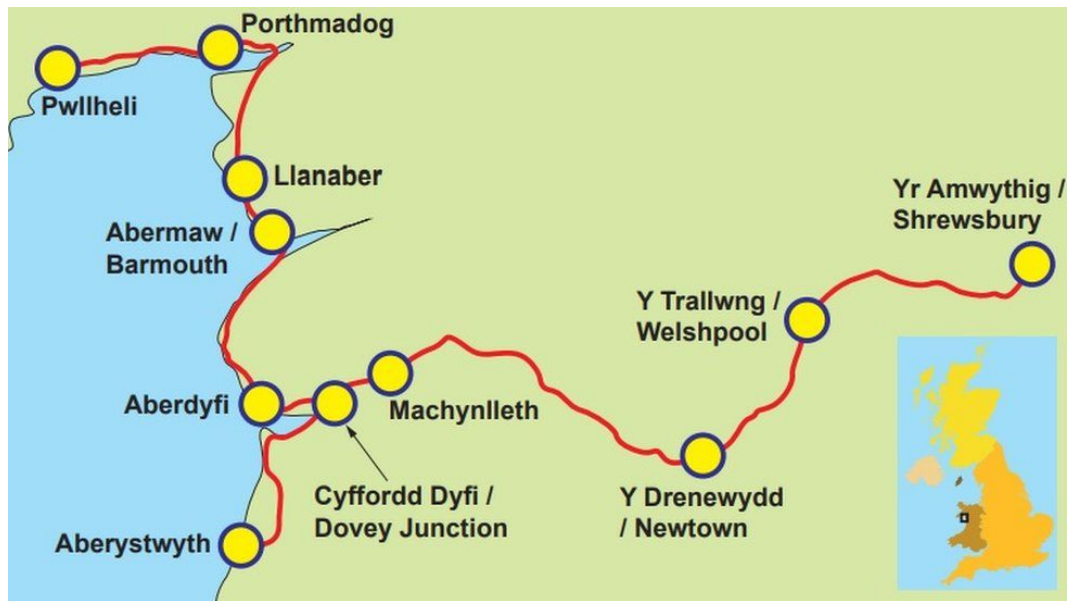 Porthmadog
Pwllheli
Llanaber
Abermaw /
Barmouth
Yr Amwythig /
Shrewsbury
Y Trallwng /
Welshpool
Aberdyfi
Machynlleth
Cyffordd Dyfi /
Dovey Junction
Y Drenewydd
/ Newtown
Aberystwyth